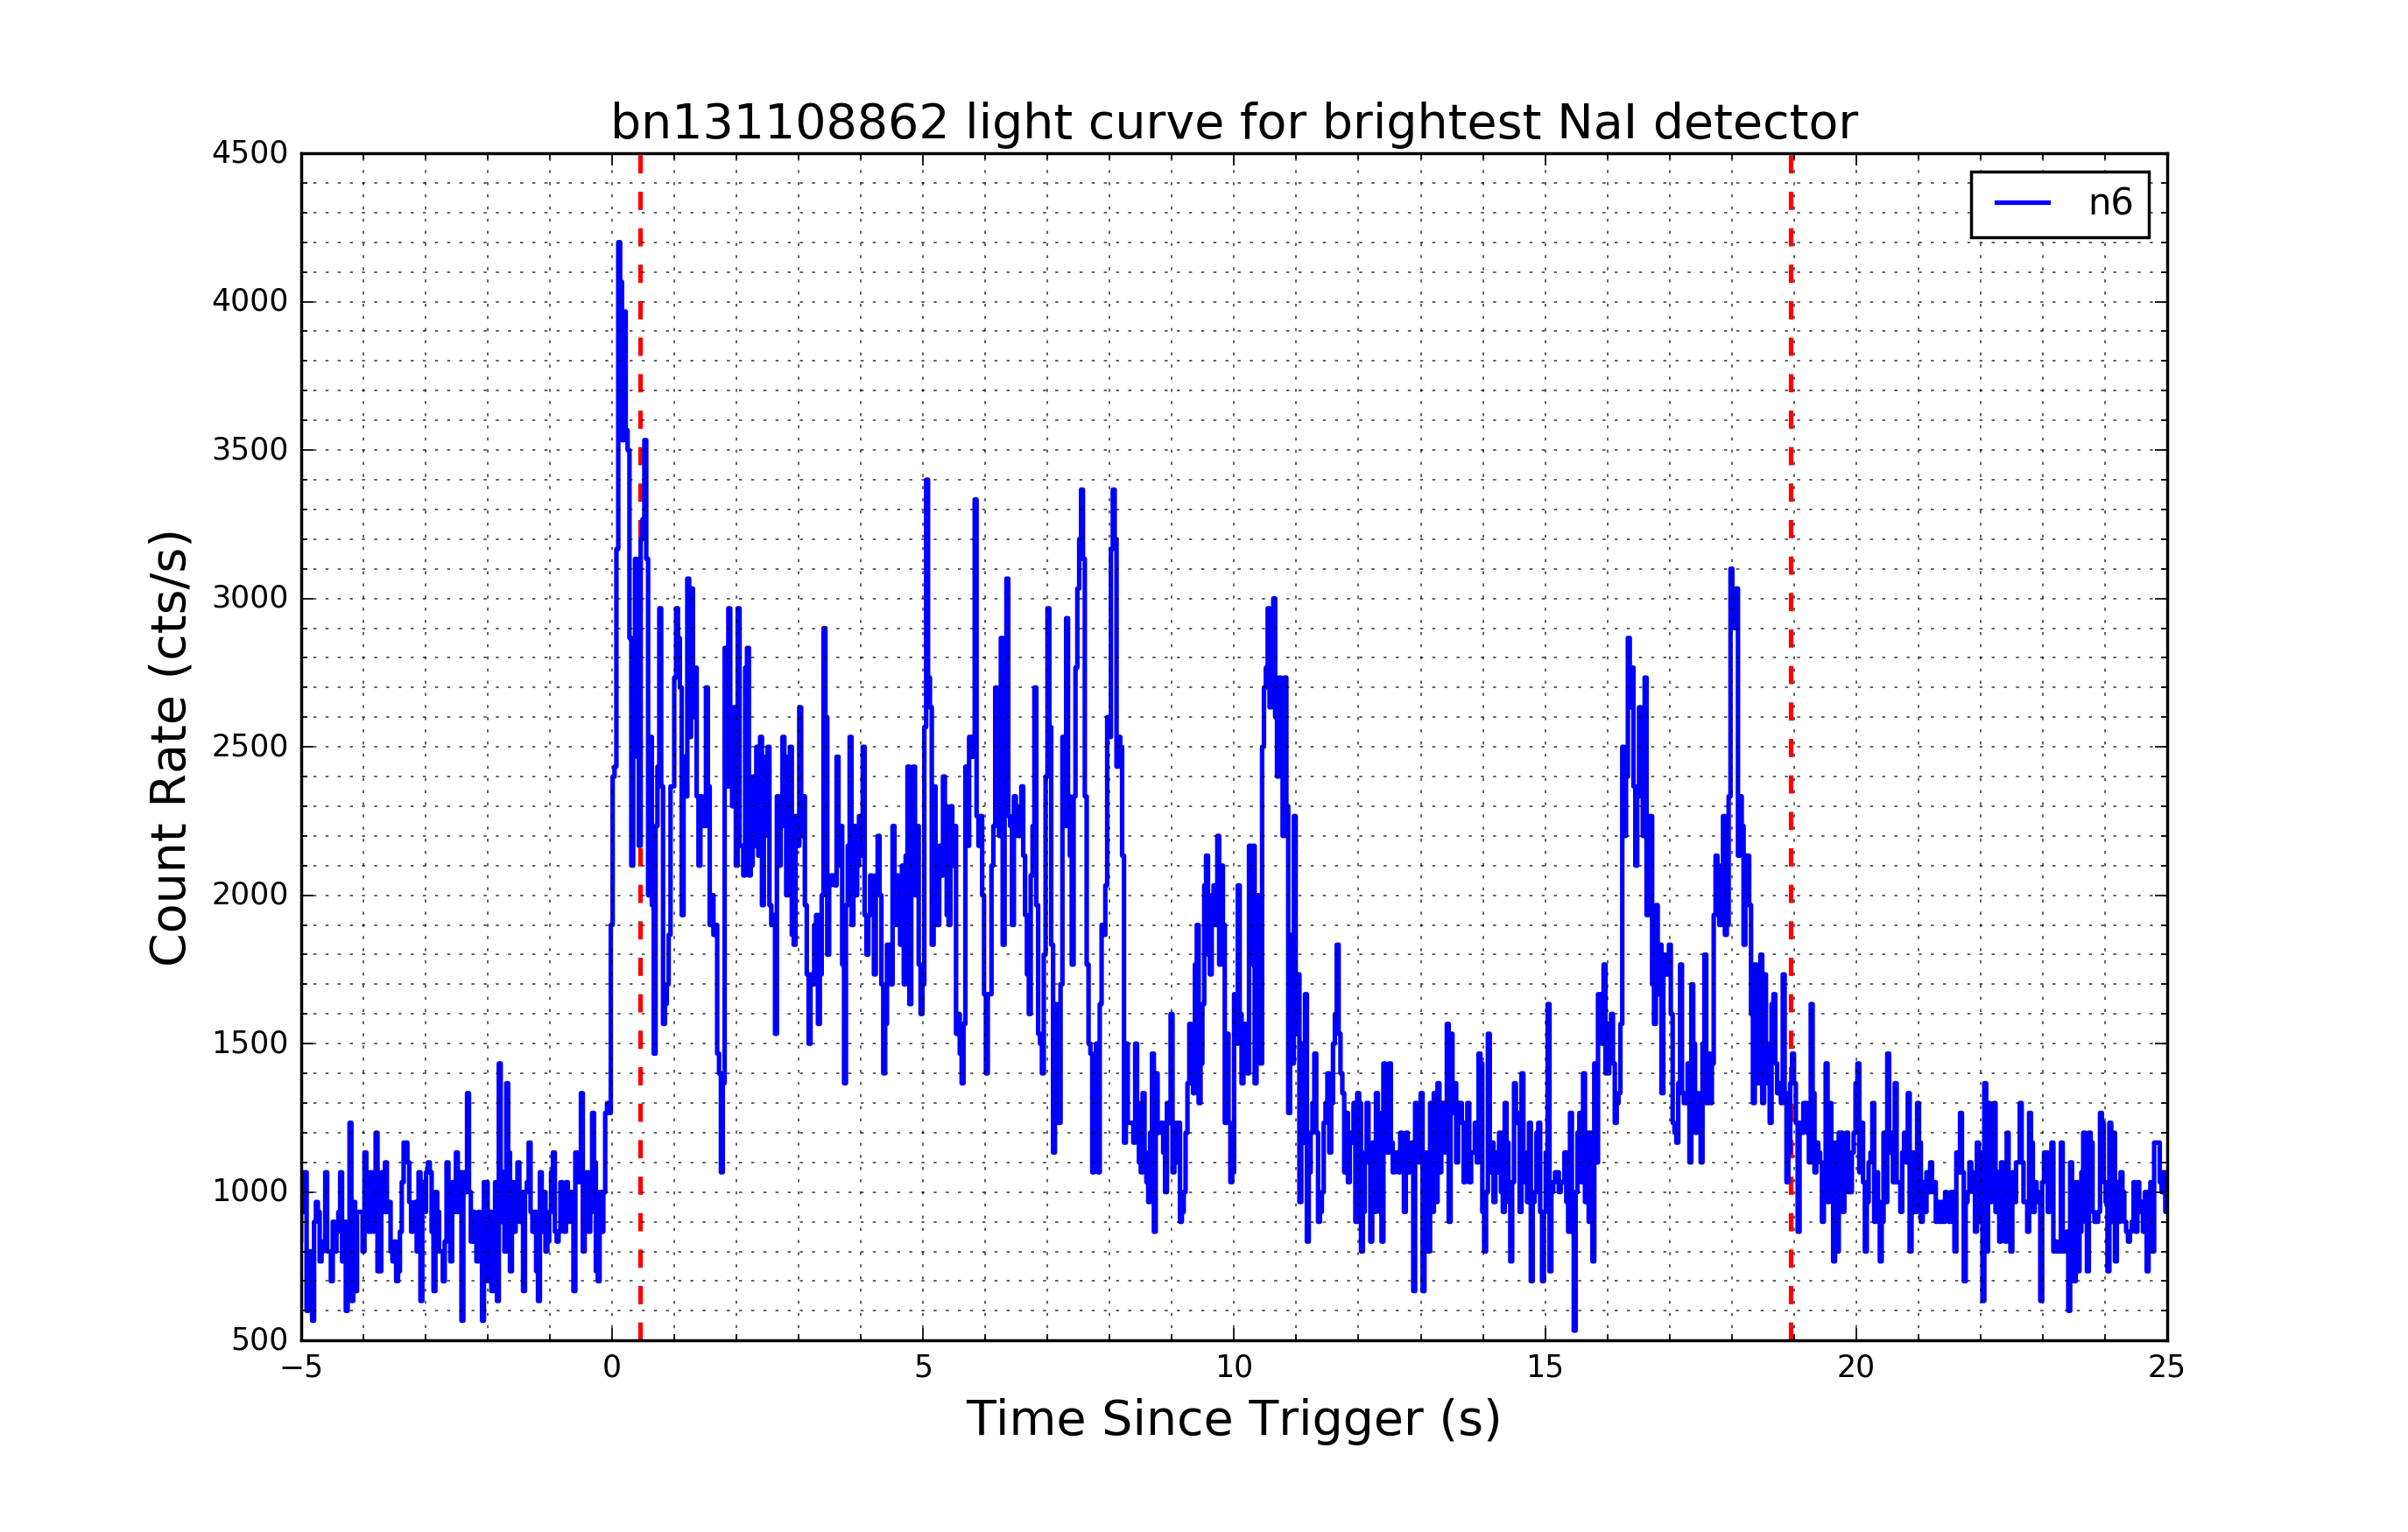 bn131108862 light curve for brightest NaI detector
n6
4500
4000
3500
3000
2500
2000
1500
1000
500
Count Rate (cts/s)
−5 0 5 10 15 20 25
Time Since Trigger (s)